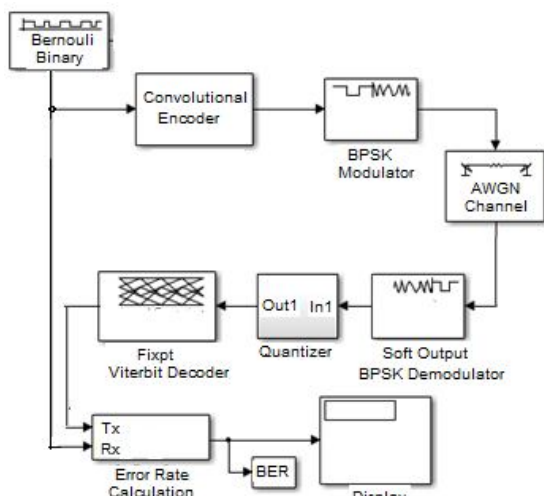 Bernouli
Binary
Convolutional
Encoder
BPSK
Modulator
AWGN
Channel
Out1 In1
Fixpt
Viterbit Decoder
Quantizer
Soft Output
BPSK Demodulator
Tx
Rx
Error Rate
Calculation
BER
Display